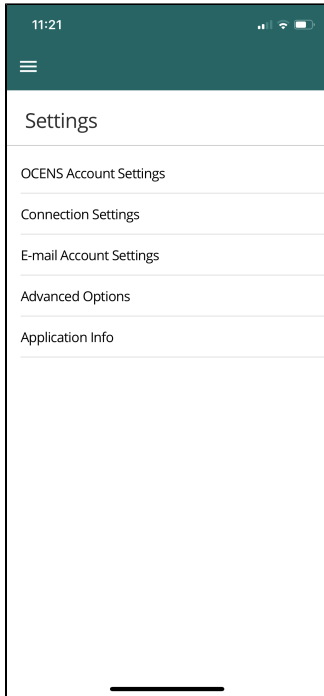 11:21
Settings
OCENS Account Settings
Connection Settings
E-mail Account Settings
Advanced Options
Application Info